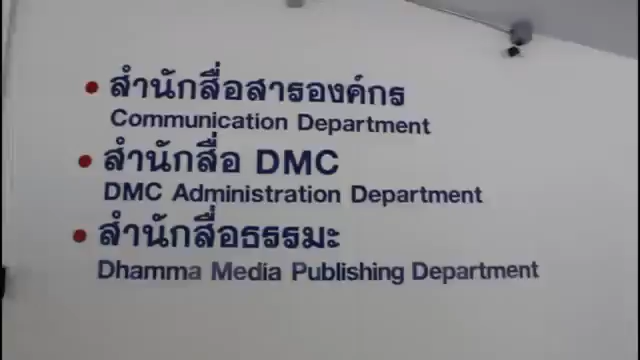 • สำนักสื่อสารองค์กร
Communication Department
• สำนักสื่อ DMC
DMC Administration Department
• สำนักสื่อธรรมะ
Dhamma Media Publishing Department